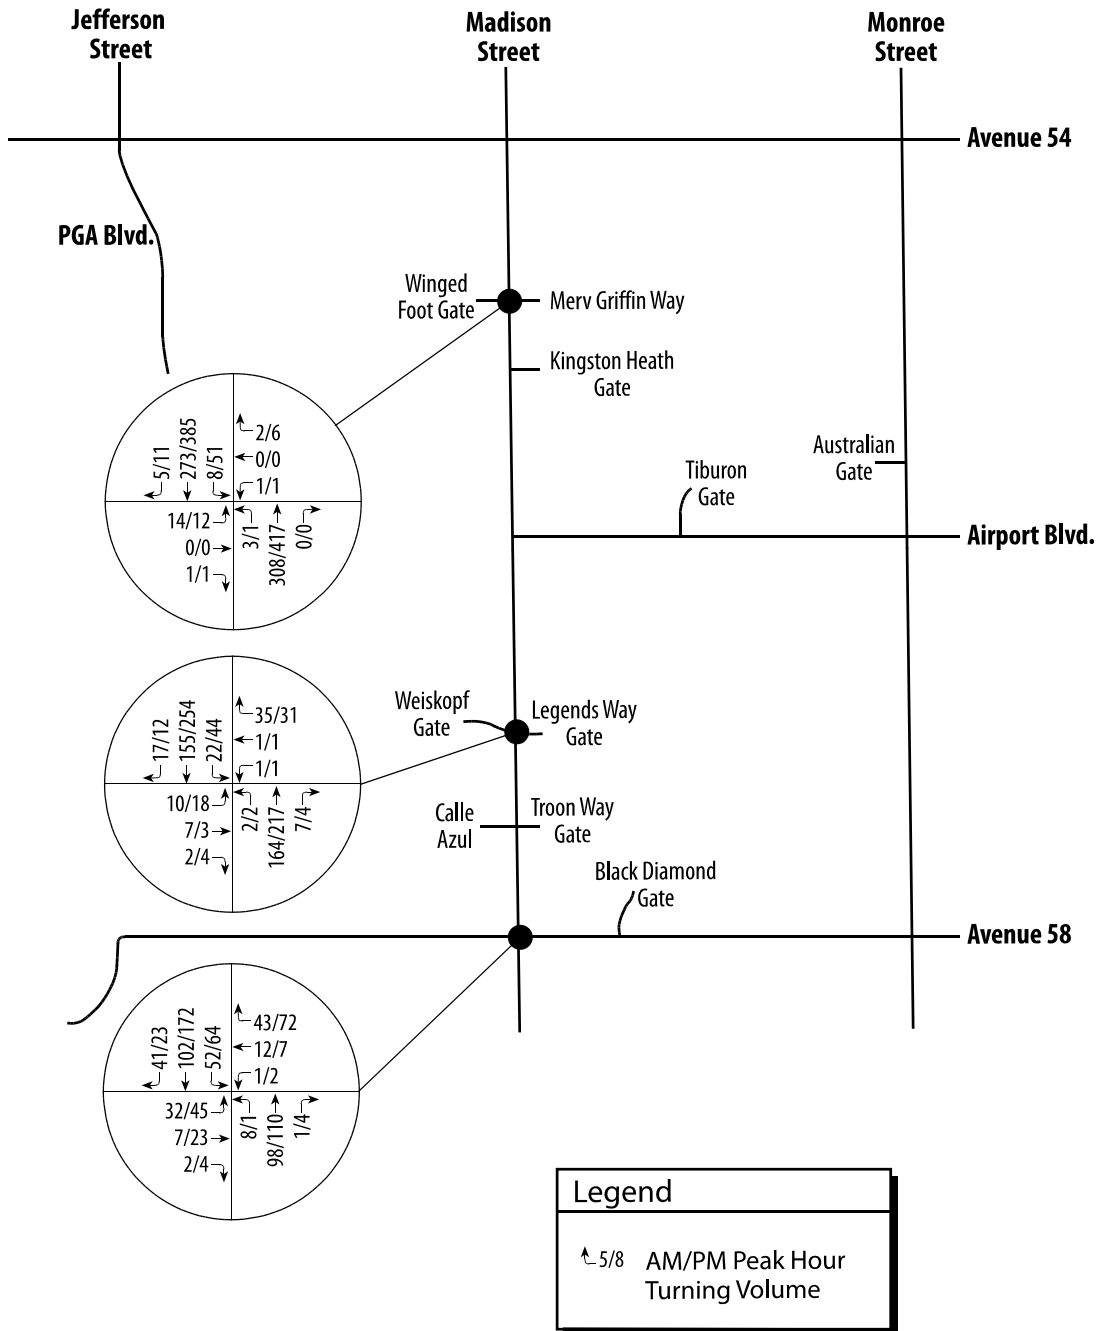 Jefferson
Street
Madison
Street
Monroe
Street
Avenue 54
PGA Blvd.
Winged
Foot Gate
Merv Griffin Way
Kingston Heath
Gate
Australian
Gate
Tiburon
Gate
Airport Blvd.
5/11
273/385
8/51
2/6
0/0
1/1
14/12
0/0
1/1
3/1
308/417
0/0
Weiskopf
Gate
Legends Way
Gate
17/12
155/254
22/44
35/31
1/1
1/1
10/18
7/3
2/4
2/2
164/217
7/4
Calle
Azul
Troon Way
Gate
Black Diamond
Gate
Avenue 58
41/23
102/172
52/64
43/72
12/7
1/2
32/45
7/23
2/4
8/1
98/110
1/4
Legend
5/8 AM/PM Peak Hour
Turning Volume